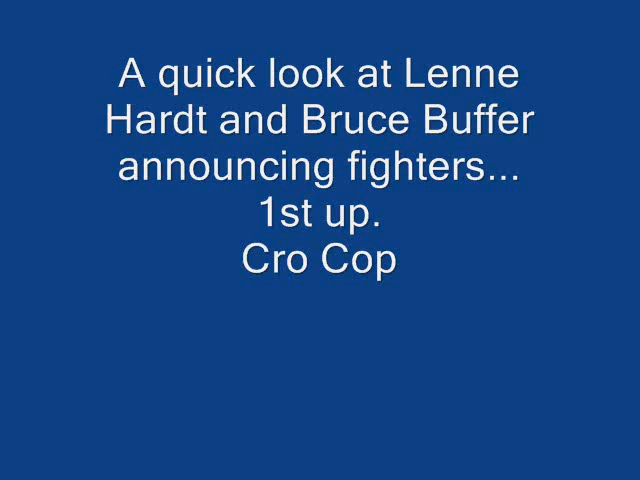 A quick look at Lenne
Hardt and Bruce Buffer
announcing fighters...
1st up.
Cro Cop